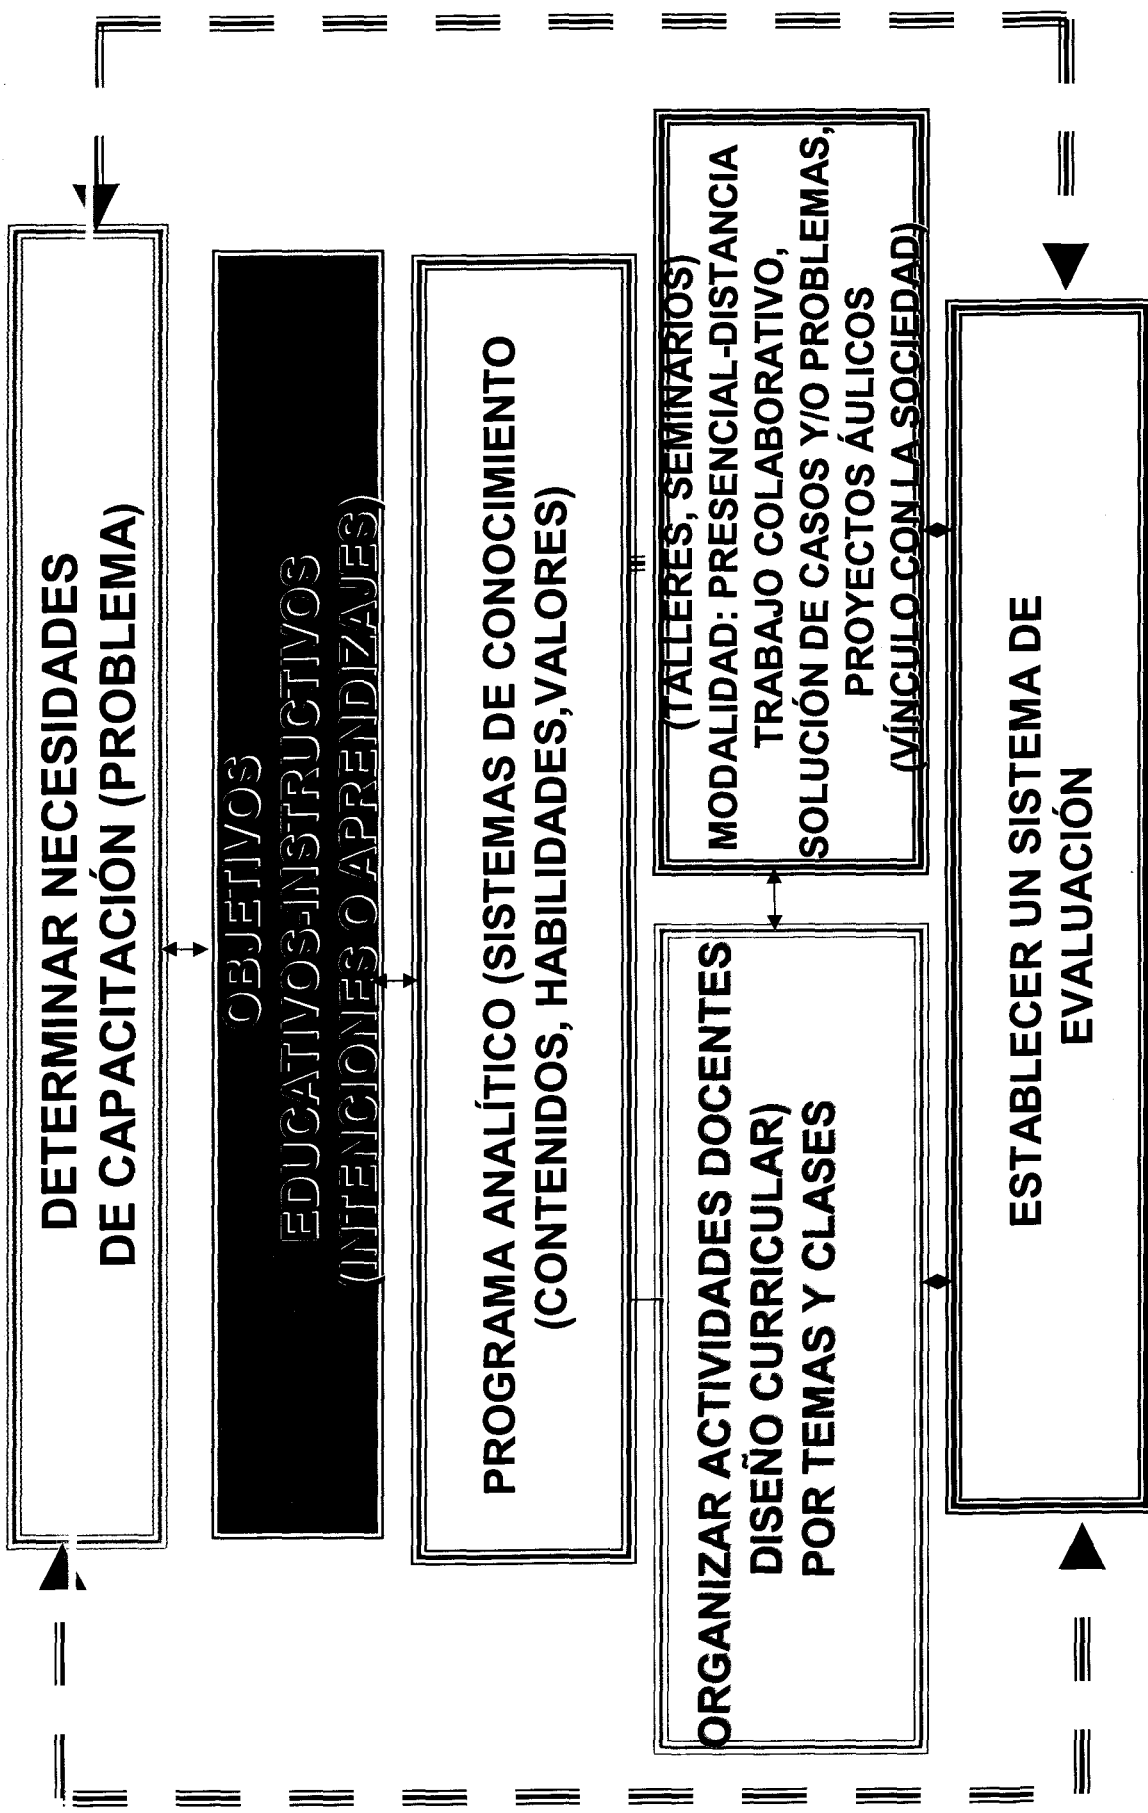 DETERMINAR NECESIDADES
DE CAPACITACIÓN (PROBLEMA)
OBJETIVOS
EDUCATIVOS-INSTRUCTIVOS
(INTENCIONES O APRENDIZAJES)
PROGRAMA ANALÍTICO (SISTEMAS DE CONOCIMIENTO
(CONTENIDOS, HABILIDADES,VALORES)
ORGANIZAR ACTIVIDADES DOCENTES
DISEÑO CURRICULAR)
POR TEMAS Y CLASES
(TALLERES, SEMINARIOS)
MODALIDAD: PRESENCIAL-DISTANCIA
TRABAJO COLABORATIVO,
SOLUCIÓN DE CASOS Y/O PROBLEMAS,
PROYECTOS ÁULICOS
(VÍNCULO CON LA SOCIEDAD)
ESTABLECER UN SISTEMA DE
EVALUACIÓN